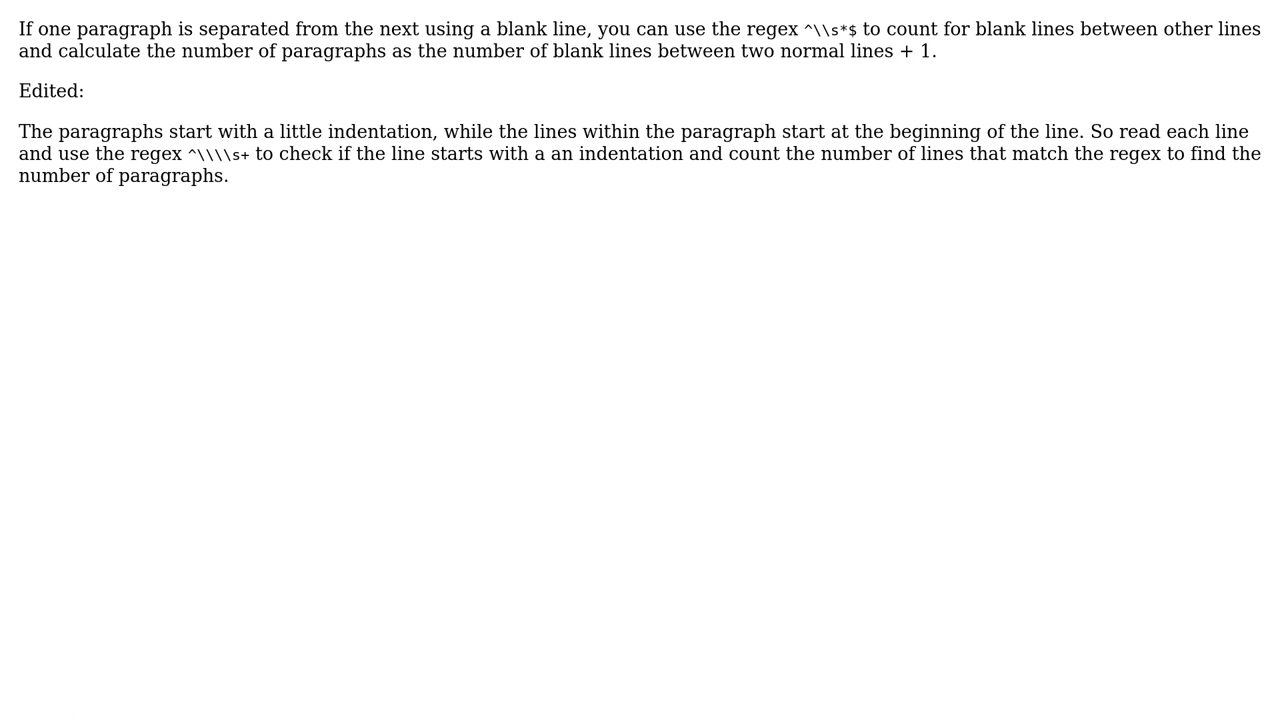 If one paragraph is separated from the next using a blank line, you can use the regex ^\\s*$ to count for blank lines between other lines
and calculate the number of paragraphs as the number of blank lines between two normal lines + 1.
Edited:
The paragraphs start with a little indentation, while the lines within the paragraph start at the beginning of the line. So read each line
and use the regex ^\\\\s+ to check if the line starts with a an indentation and count the number of lines that match the regex to find the
number of paragraphs.